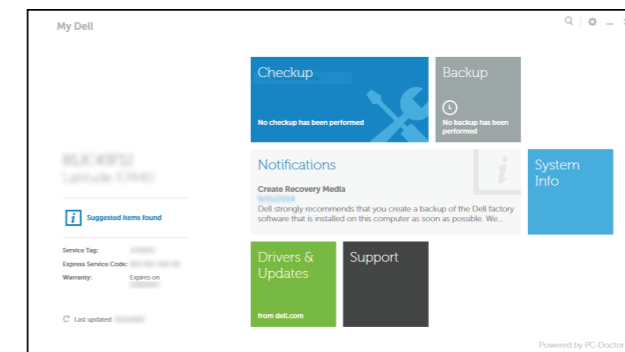 My Dell
Checkup
No checkup has been performed
Backup
No backup has been
performed
Notifications
Create Recovery Media
Dell strongly recommends that you create a backup of the Dell factory
software that is installed on this computer as soon as possible. We...
System
Info
Suggested items found
Service Tag:
Express Service Code:
Warranty: Expires on
Last updated:
Drivers &
Updates
from dell.com
Support
Powered by PC-Doctor